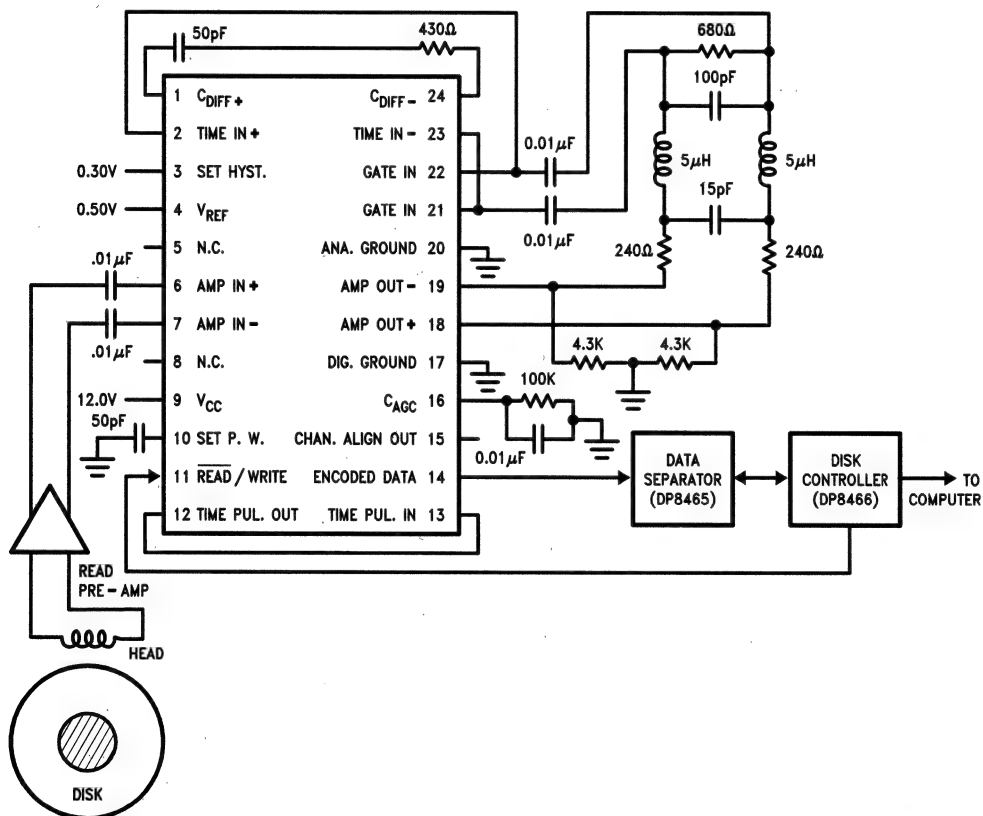 50pF
430Ω
680Ω
100pF
1 C_DIFF+
C_DIFF- 24
2 TIME IN+
TIME IN- 23
0.01μF
5μH
5μH
0.30V
3 SET HYST.
GATE IN 22
15pF
0.50V
4 V_REF
GATE IN 21
0.01μF
240Ω
240Ω
5 N.C.
ANA. GROUND 20
.01μF
6 AMP IN+
AMP OUT- 19
7 AMP IN-
AMP OUT+ 18
.01μF
4.3K
4.3K
8 N.C.
DIG. GROUND 17
100K
12.0V
9 V_CC
C_AGC 16
50pF
10 SET P. W.
CHAN. ALIGN OUT 15
0.01μF
11 READ/WRITE
ENCODED DATA 14
DATA
SEPARATOR
(DP8465)
DISK
CONTROLLER
(DP8466)
TO
COMPUTER
12 TIME PUL. OUT
TIME PUL. IN 13
READ
PRE-AMP
HEAD
DISK